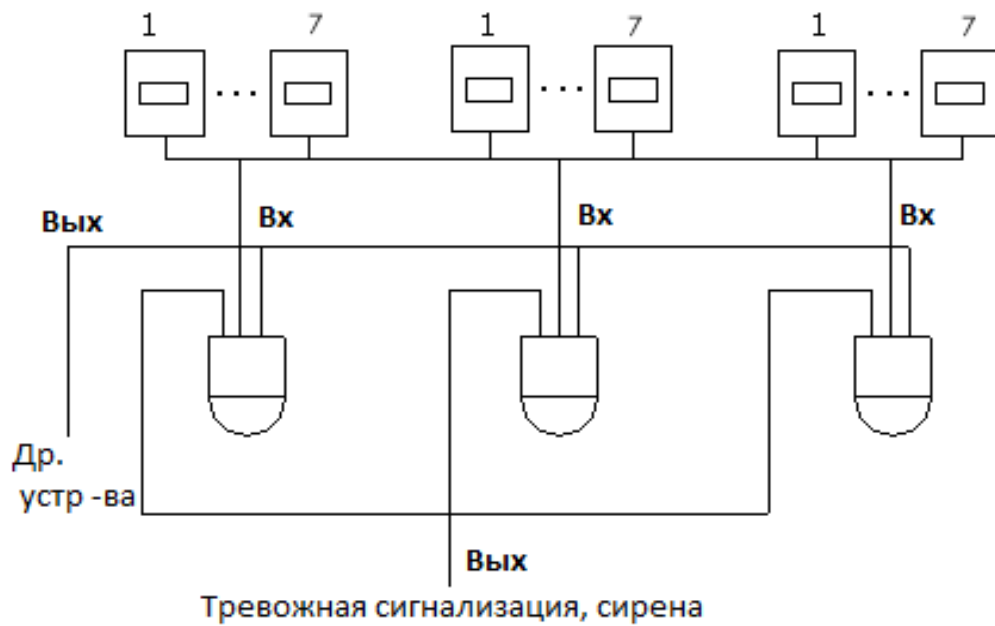 1 7 1 7 1 7
Вых Вх Вх Вх
Др.
устр -ва
Вых
Тревожная сигнализация, сирена